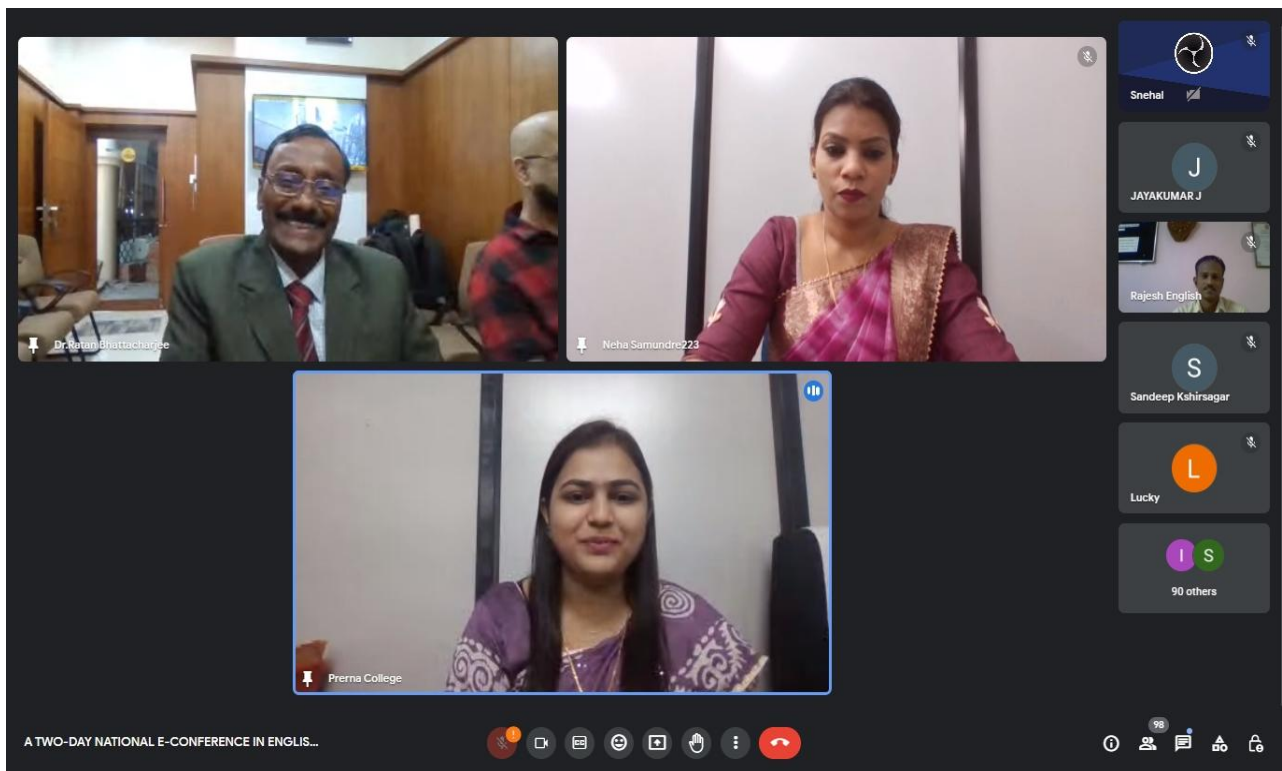 Dr.Ratan Bhattacharjee
Neha Samundre223
Prerna College
Snehal
J
JAYAKUMAR J
Rajesh English
S
Sandeep Kshirsagar
L
Lucky
I S
90 others
A TWO-DAY NATIONAL E-CONFERENCE IN ENGLIS...
CC
98